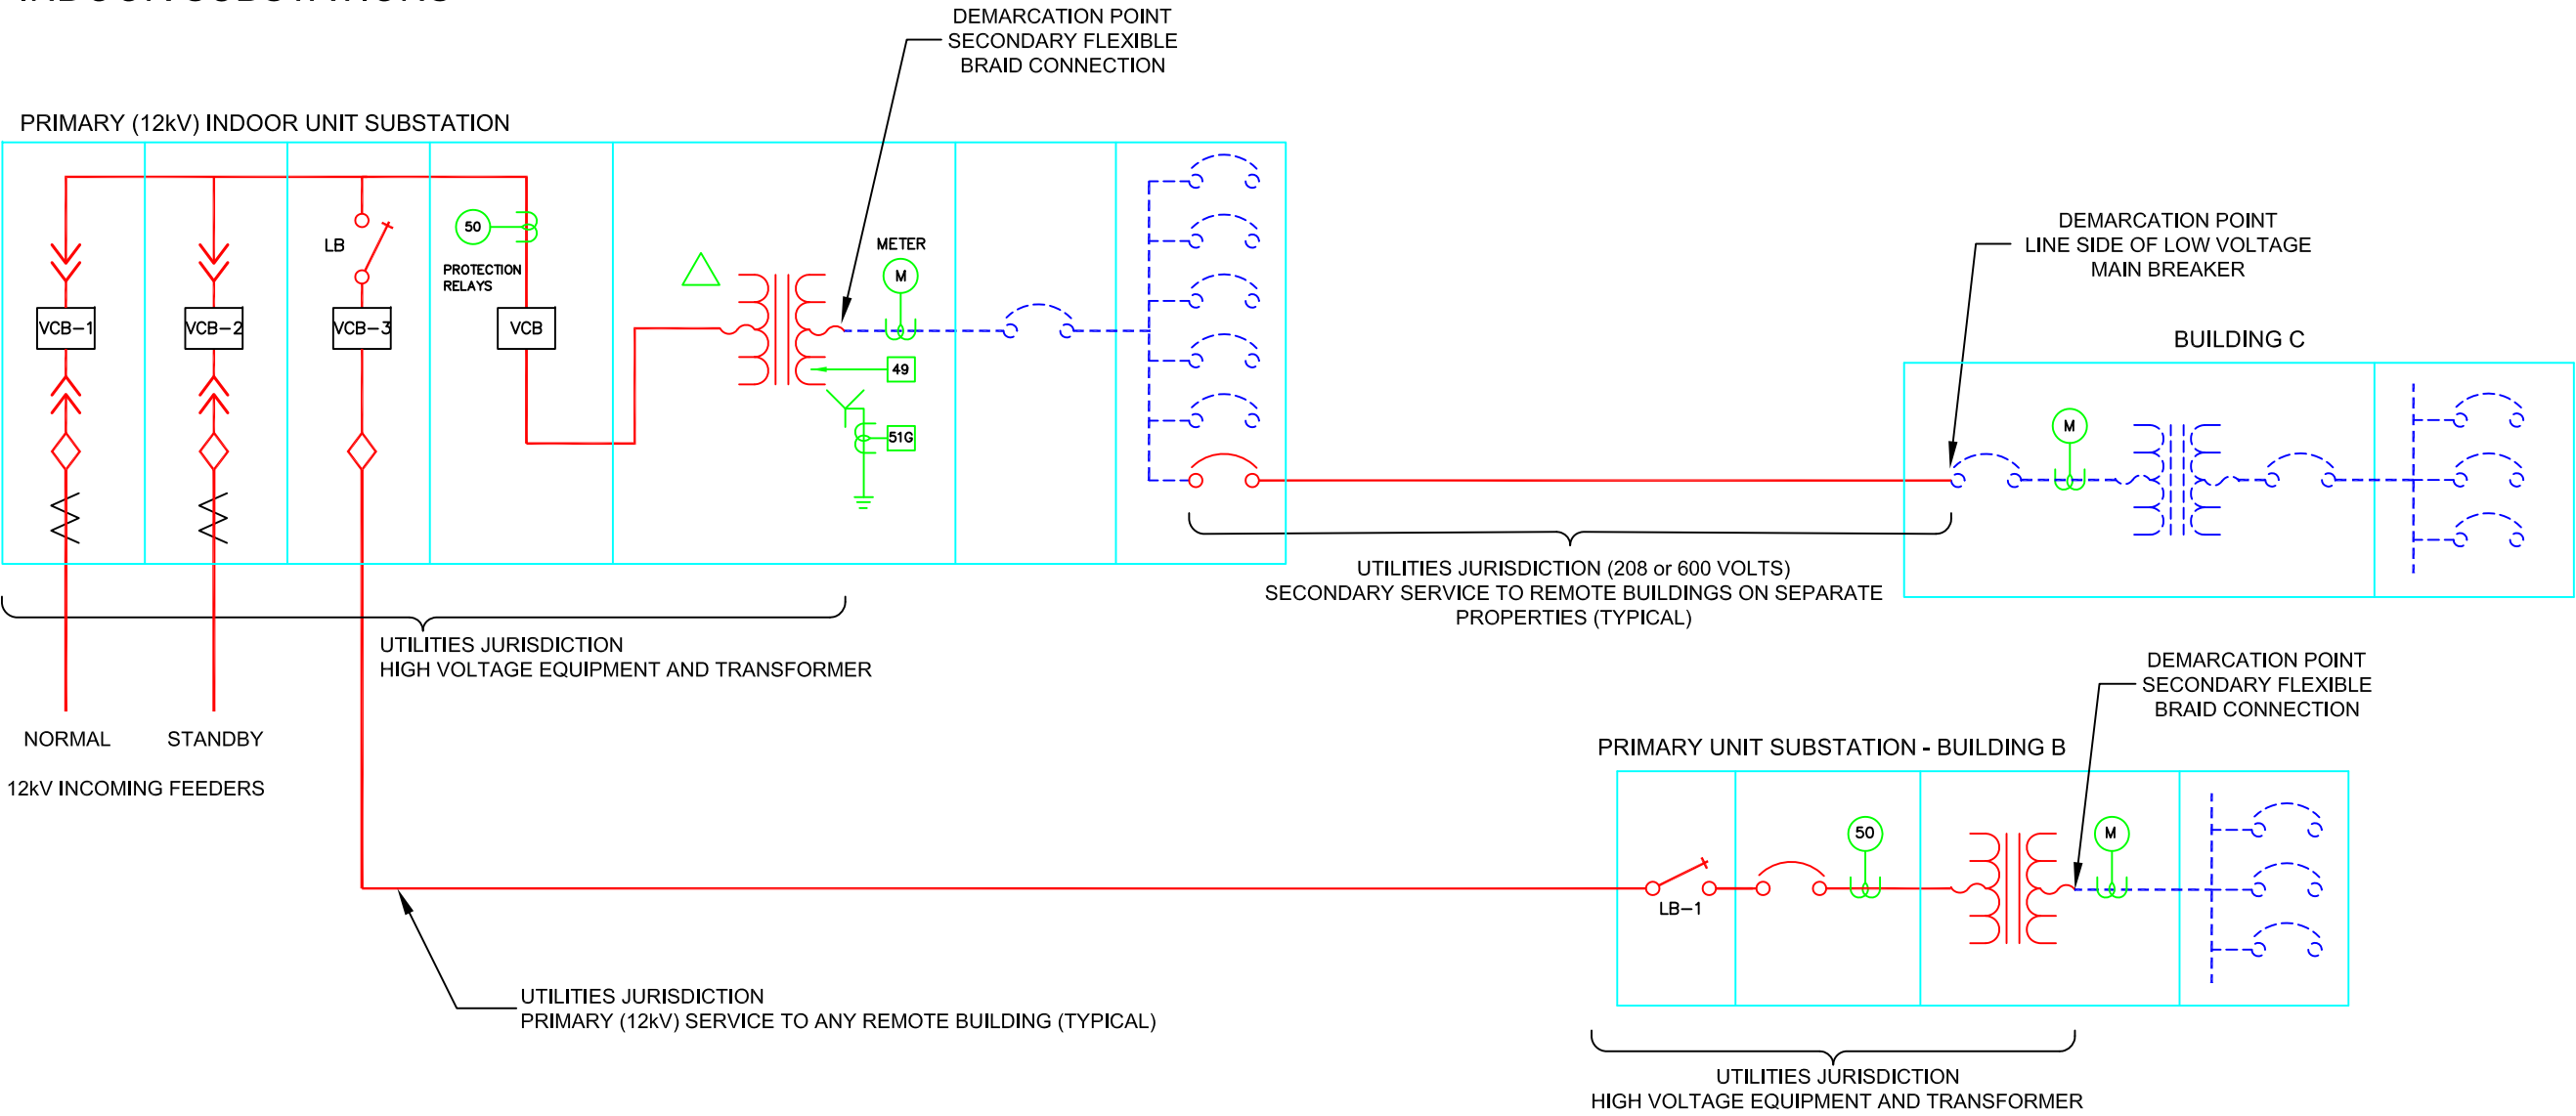 DEMARCATION POINT
SECONDARY FLEXIBLE
BRAID CONNECTION
PRIMARY (12kV) INDOOR UNIT SUBSTATION
LB
50
PROTECTION
RELAYS
METER
M
VCB-1
VCB-2
VCB-3
VCB
49
51G
DEMARCATION POINT
LINE SIDE OF LOW VOLTAGE
MAIN BREAKER
BUILDING C
M
UTILITIES JURISDICTION (208 or 600 VOLTS)
SECONDARY SERVICE TO REMOTE BUILDINGS ON SEPARATE
PROPERTIES (TYPICAL)
UTILITIES JURISDICTION
HIGH VOLTAGE EQUIPMENT AND TRANSFORMER
NORMAL
STANDBY
12kV INCOMING FEEDERS
DEMARCATION POINT
SECONDARY FLEXIBLE
BRAID CONNECTION
PRIMARY UNIT SUBSTATION - BUILDING B
50
M
LB-1
UTILITIES JURISDICTION
PRIMARY (12kV) SERVICE TO ANY REMOTE BUILDING (TYPICAL)
UTILITIES JURISDICTION
HIGH VOLTAGE EQUIPMENT AND TRANSFORMER